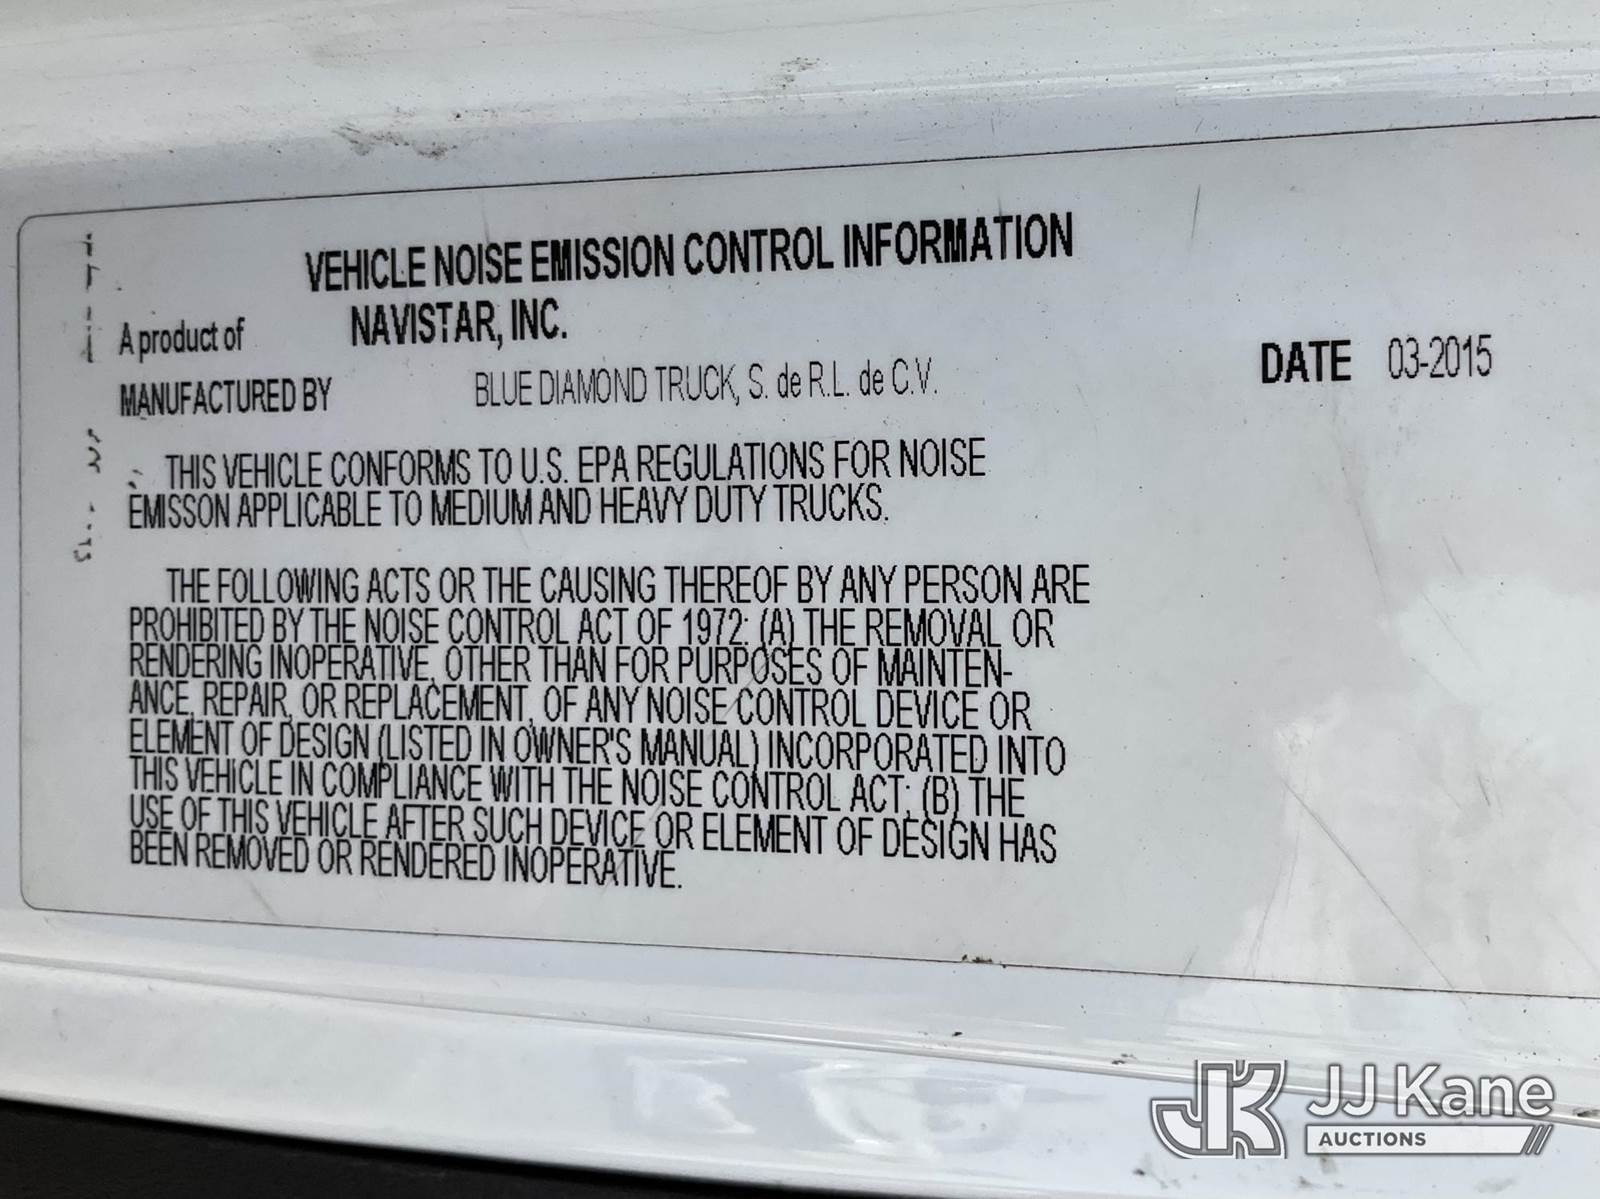 VEHICLE NOISE EMISSION CONTROL INFORMATION
A product of NAVISTAR, INC.
MANUFACTURED BY BLUE DIAMOND TRUCK, S. de R.L. de C.V.
DATE 03-2015
THIS VEHICLE CONFORMS TO U.S. EPA REGULATIONS FOR NOISE
EMISSON APPLICABLE TO MEDIUM AND HEAVY DUTY TRUCKS.
THE FOLLOWING ACTS OR THE CAUSING THEREOF BY ANY PERSON ARE
PROHIBITED BY THE NOISE CONTROL ACT OF 1972: (A) THE REMOVAL OR
RENDERING INOPERATIVE, OTHER THAN FOR PURPOSES OF MAINTEN-
ANCE, REPAIR, OR REPLACEMENT, OF ANY NOISE CONTROL DEVICE OR
ELEMENT OF DESIGN (LISTED IN OWNER'S MANUAL) INCORPORATED INTO
THIS VEHICLE IN COMPLIANCE WITH THE NOISE CONTROL ACT; (B) THE
USE OF THIS VEHICLE AFTER SUCH DEVICE OR ELEMENT OF DESIGN HAS
BEEN REMOVED OR RENDERED INOPERATIVE.
JK JJ Kane
AUCTIONS